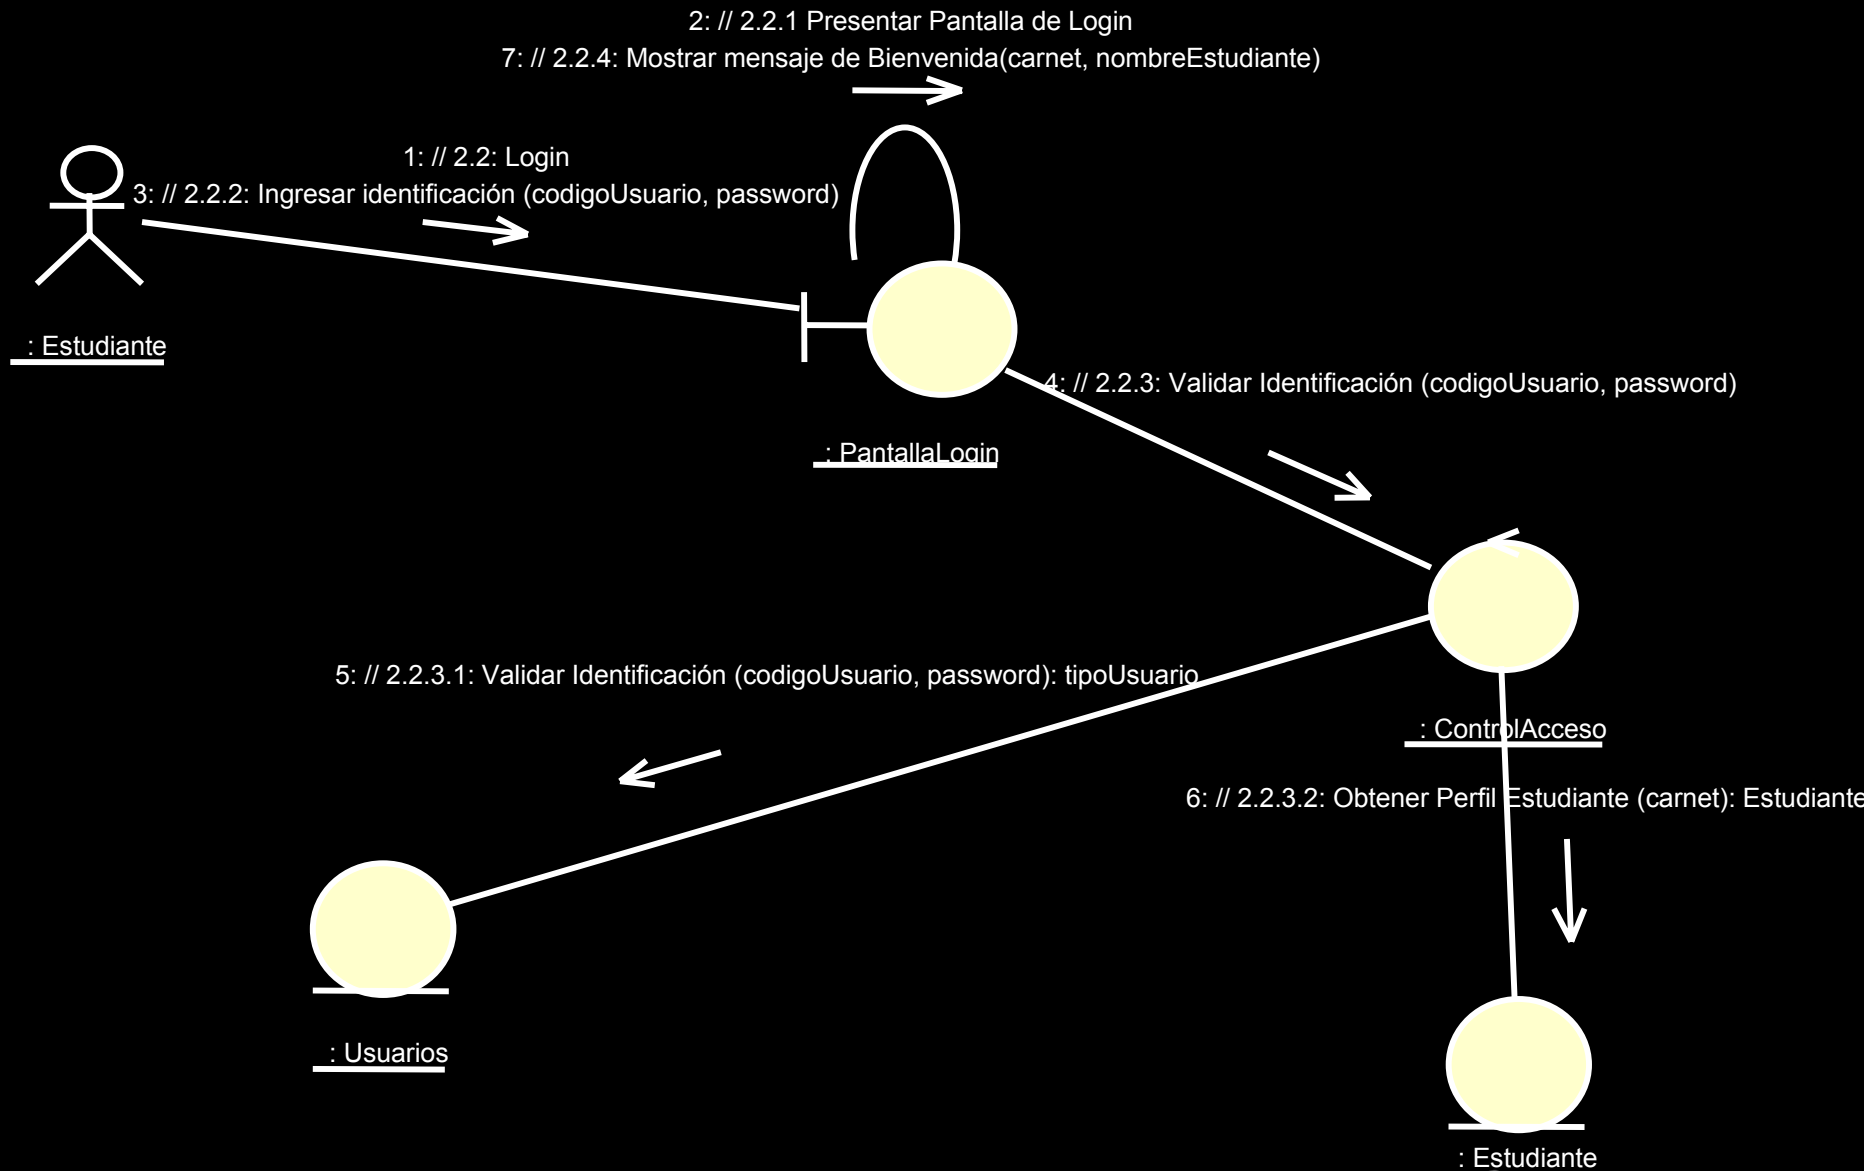 2: // 2.2.1 Presentar Pantalla de Login
7: // 2.2.4: Mostrar mensaje de Bienvenida(carnet, nombreEstudiante)
1: // 2.2: Login
3: // 2.2.2: Ingresar identificación (codigoUsuario, password)
: Estudiante
4: // 2.2.3: Validar Identificación (codigoUsuario, password)
: PantallaLogin
5: // 2.2.3.1: Validar Identificación (codigoUsuario, password): tipoUsuario
: ControlAcceso
6: // 2.2.3.2: Obtener Perfil Estudiante (carnet): Estudiante
: Usuarios
: Estudiante